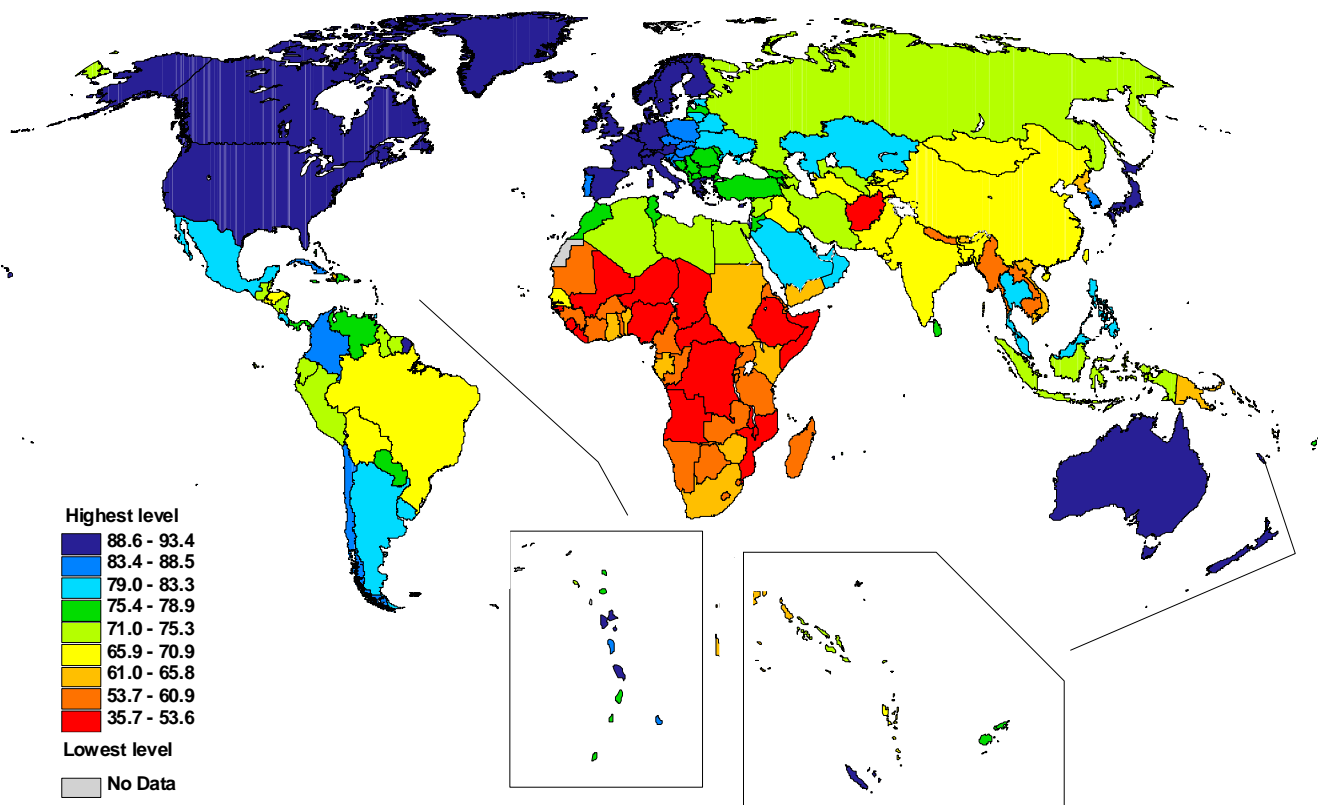 Highest level
88.6 - 93.4
83.4 - 88.5
79.0 - 83.3
75.4 - 78.9
71.0 - 75.3
65.9 - 70.9
61.0 - 65.8
53.7 - 60.9
35.7 - 53.6
Lowest level
No Data